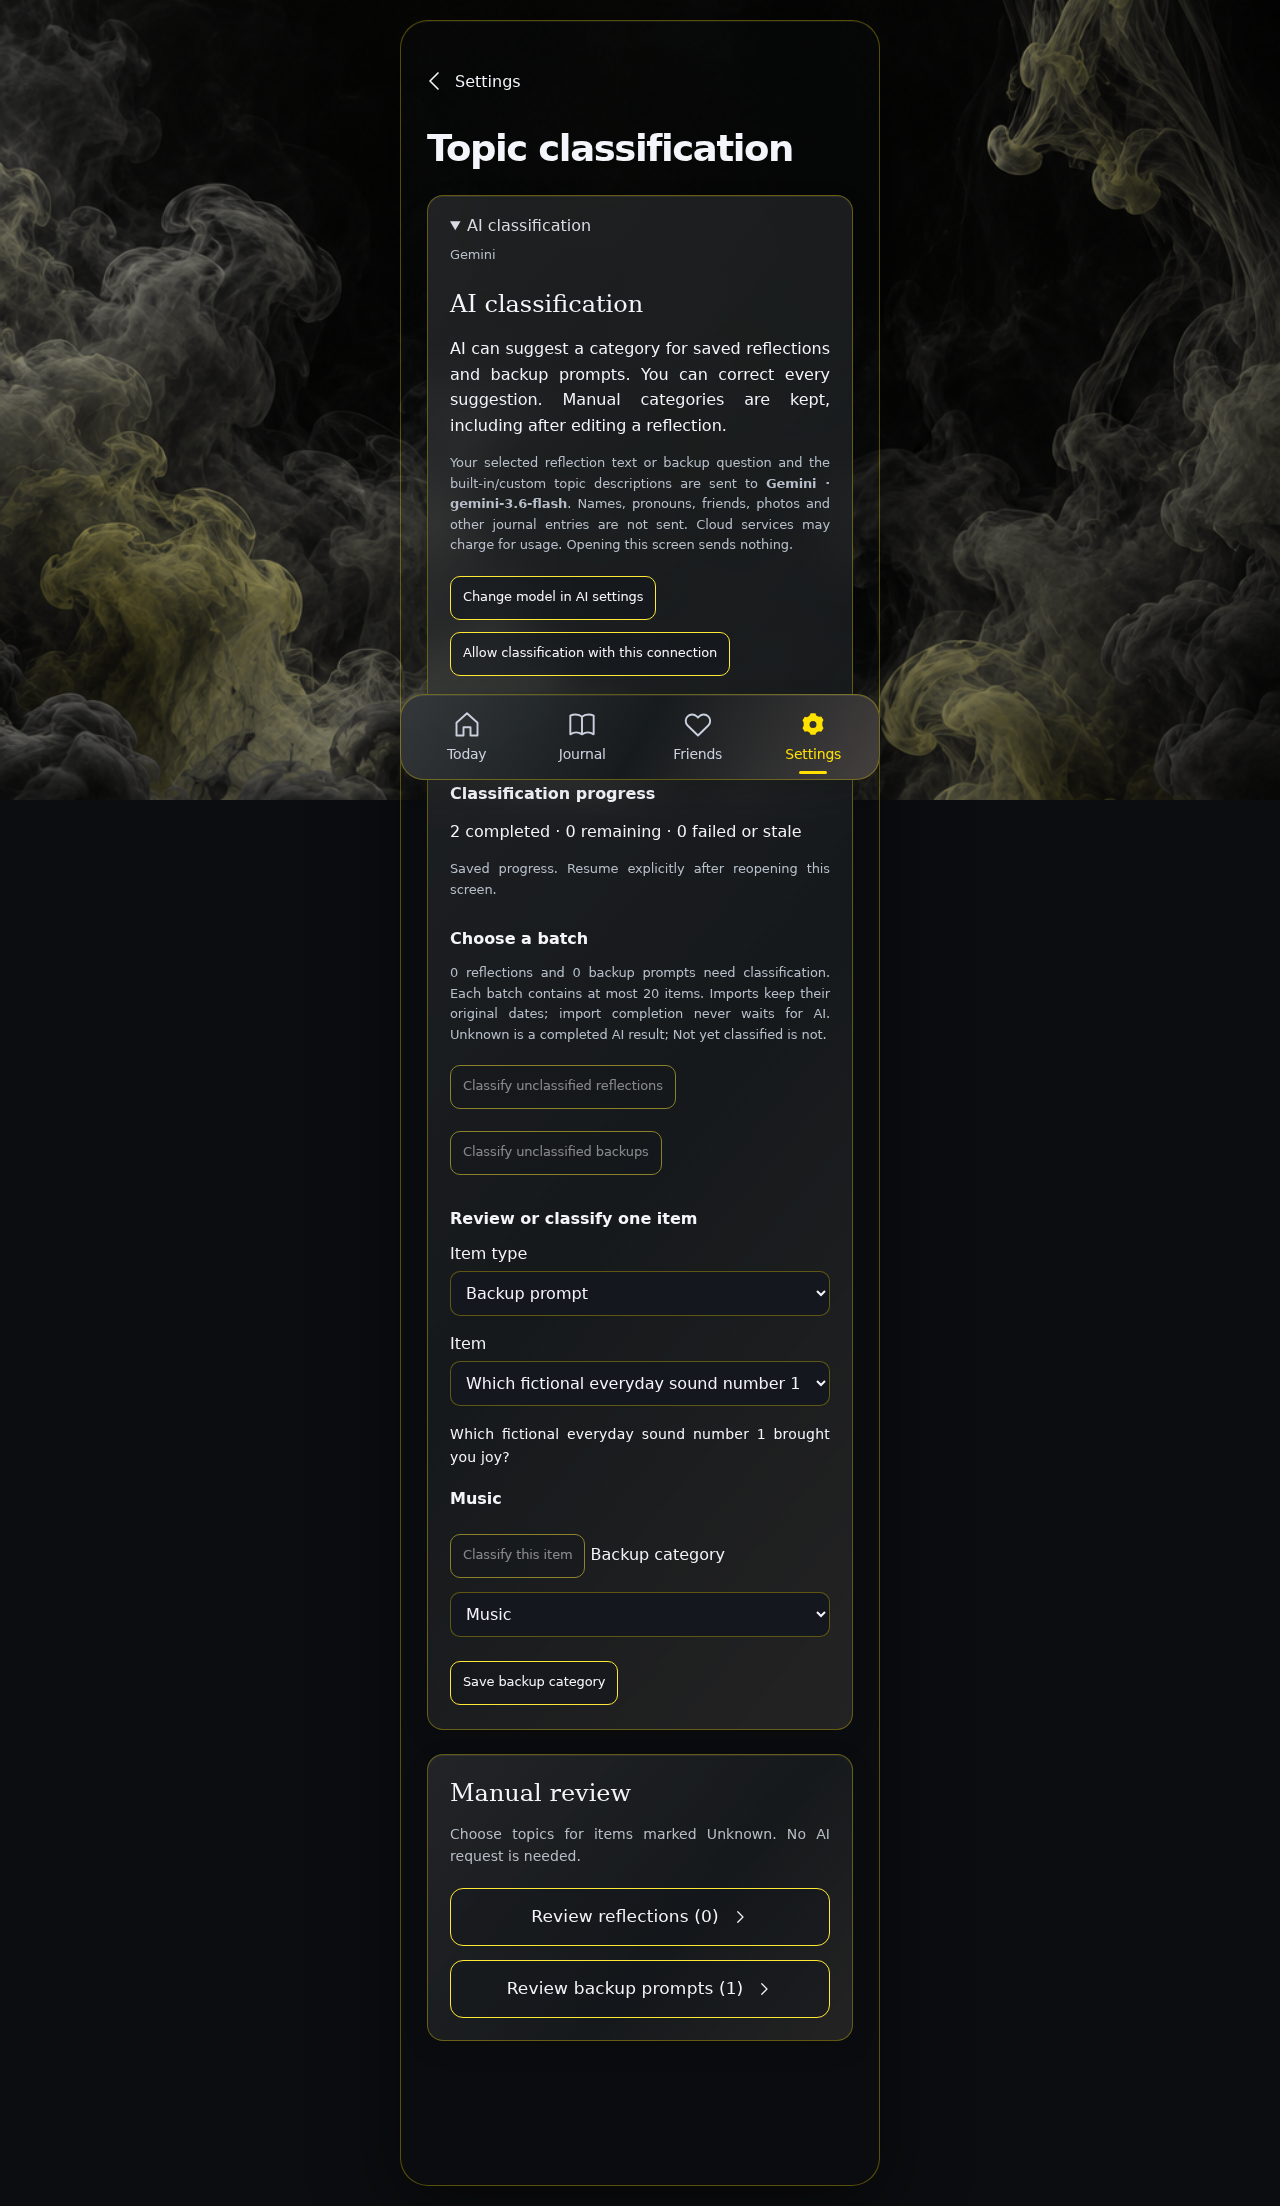 Settings
Topic classification
▼ AI classification
Gemini
AI classification
AI can suggest a category for saved reflections
and backup prompts. You can correct every
suggestion. Manual categories are kept,
including after editing a reflection.
Your selected reflection text or backup question and the
built-in/custom topic descriptions are sent to Gemini ·
gemini-3.6-flash. Names, pronouns, friends, photos and
other journal entries are not sent. Cloud services may
charge for usage. Opening this screen sends nothing.
Change model in AI settings
Allow classification with this connection
Today Journal Friends Settings
Classification progress
2 completed · 0 remaining · 0 failed or stale
Saved progress. Resume explicitly after reopening this
screen.
Choose a batch
0 reflections and 0 backup prompts need classification.
Each batch contains at most 20 items. Imports keep their
original dates; import completion never waits for AI.
Unknown is a completed AI result; Not yet classified is not.
Classify unclassified reflections
Classify unclassified backups
Review or classify one item
Item type
Backup prompt
Item
Which fictional everyday sound number 1
Which fictional everyday sound number 1 brought
you joy?
Music
Classify this item Backup category
Music
Save backup category
Manual review
Choose topics for items marked Unknown. No AI
request is needed.
Review reflections (0)
Review backup prompts (1)